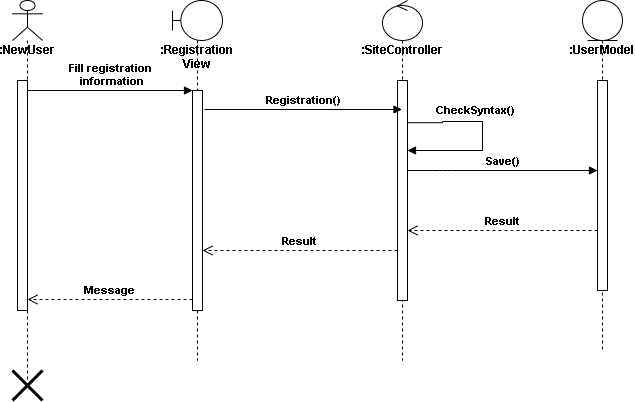 :NewUser
:Registration
View
:SiteController
:UserModel
Fill registration
information
Registration()
CheckSyntax()
Save()
Result
Result
Message